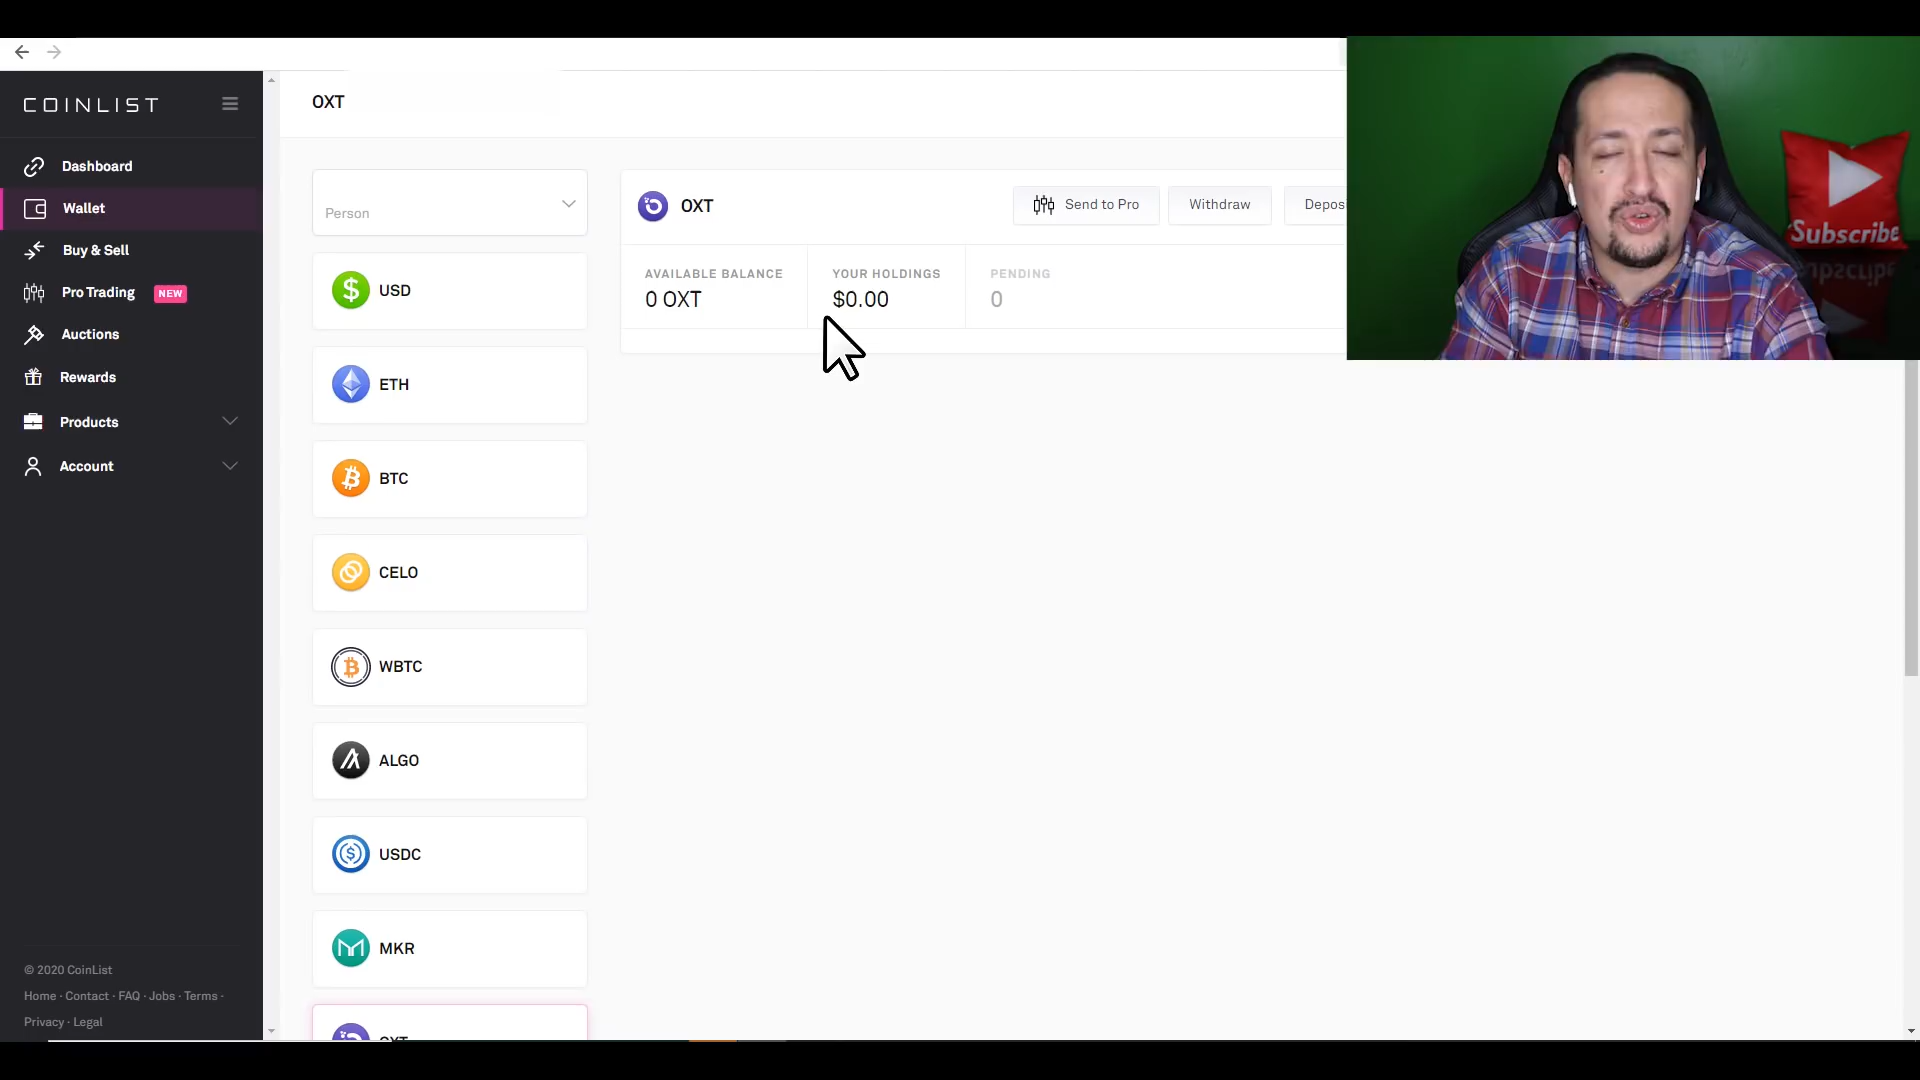 COINLIST
Dashboard
Wallet
Buy & Sell
Pro Trading NEW
Auctions
Rewards
Products
Account
© 2020 CoinList
Home · Contact · FAQ · Jobs · Terms ·
Privacy · Legal
OXT
Person
USD
ETH
BTC
CELO
WBTC
ALGO
USDC
MKR
OXT
OXT
Send to Pro
Withdraw
Deposi
AVAILABLE BALANCE
0 OXT
YOUR HOLDINGS
$0.00
PENDING
0
Subscribe